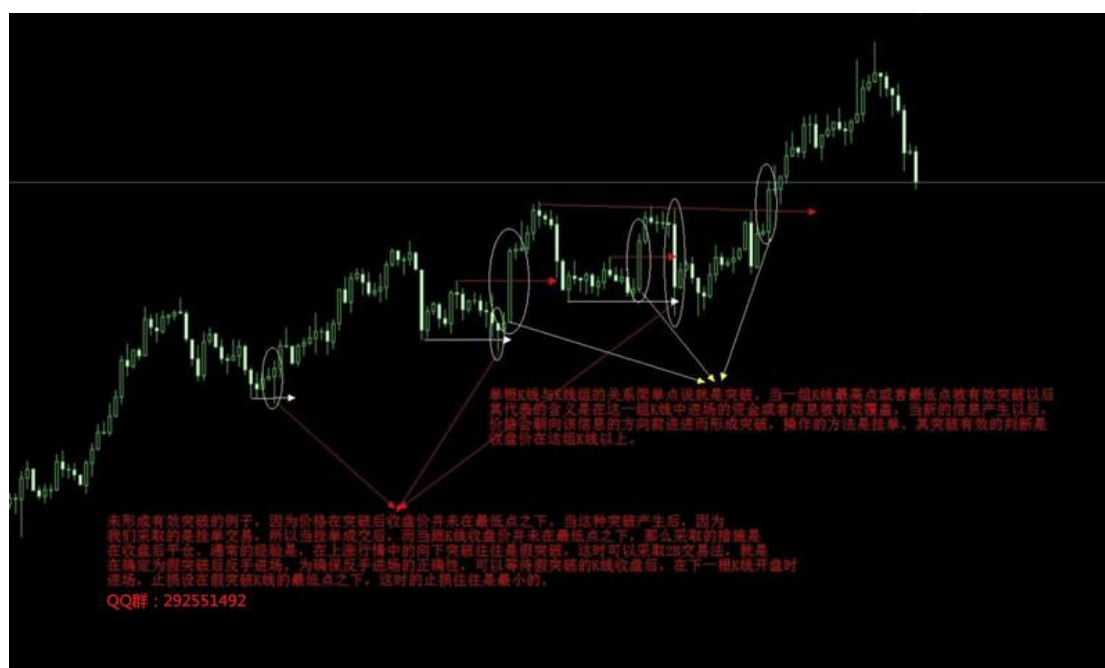 单根K线与K线组的关系简单点说就是突破，当一组K线最高点或者最低点被有效突破以后
其代表的含义是在这一组K线中进场的资金或者信息被有效覆盖，当新的信息产生以后，
价格会朝向该信息的方向前进进而形成突破，操作的方法是挂单，其突破有效的判断是
收盘价在这组K线以上。
未形成有效突破的例子，因为价格在突破后收盘价并未在最低点之下，当这种突破产生后，因为
我们采取的是挂单交易，所以当挂单成交后，而当跟K线收盘价并未在最低点之下，那么采取的措施是
在收盘后平仓，通常的经验是，在上涨行情中的向下突破往往是假突破，这时可以采取2B交易法，就是
在确定为假突破后反手进场，为确保反手进场的正确性，可以等待假突破的K线收盘后，在下一根K线开盘时
进场，止损设在假突破K线的最低点之下，这时的止损往往是最小的。
QQ群：292551492